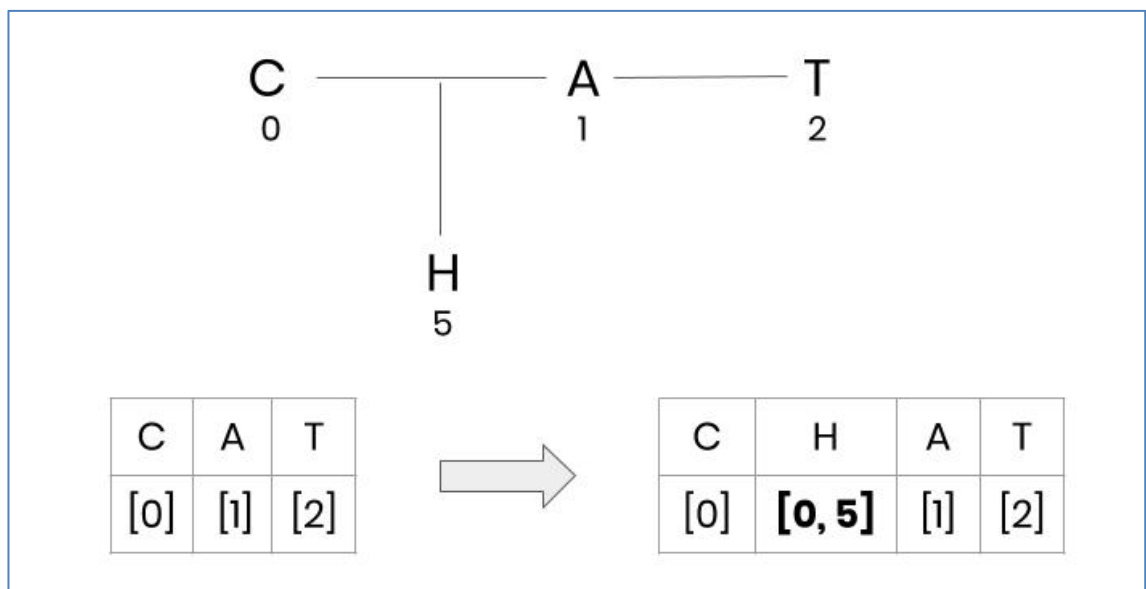 C A T
0 1 2
H
5
C A T
[0] [1] [2]
C H A T
[0] [0, 5] [1] [2]